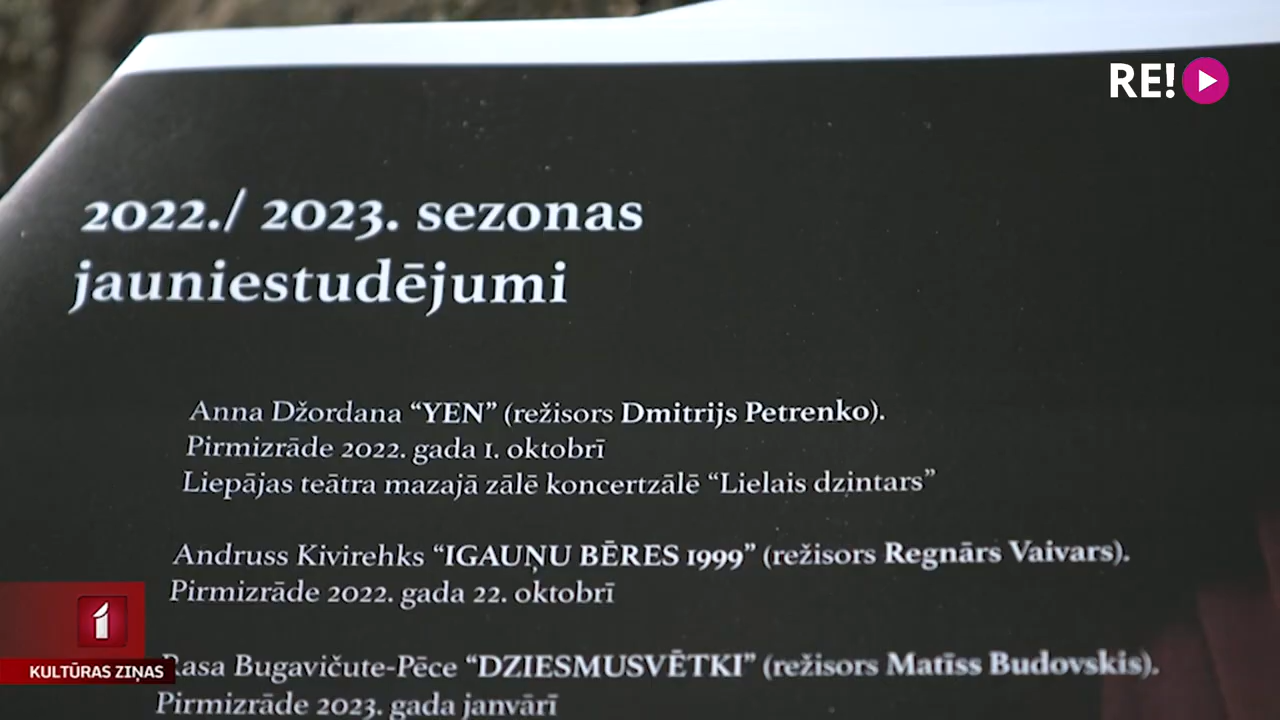 RE!
2022./ 2023. sezonas
jauniestudējumi
Anna Džordana “YEN” (režisors Dmitrijs Petrenko).
Pirmizrāde 2022. gada 1. oktobrī
Liepājas teātra mazajā zālē koncertzālē “Lielais dzintars”
Andruss Kivirehks “IGAUŅU BĒRES 1999” (režisors Regnārs Vaivars).
Pirmizrāde 2022. gada 22. oktobrī
1
KULTŪRAS ZIŅAS
Rasa Bugavičute-Pēce “DZIESMUSVĒTKI” (režisors Matīss Budovskis).
Pirmizrāde 2023. gada janvārī